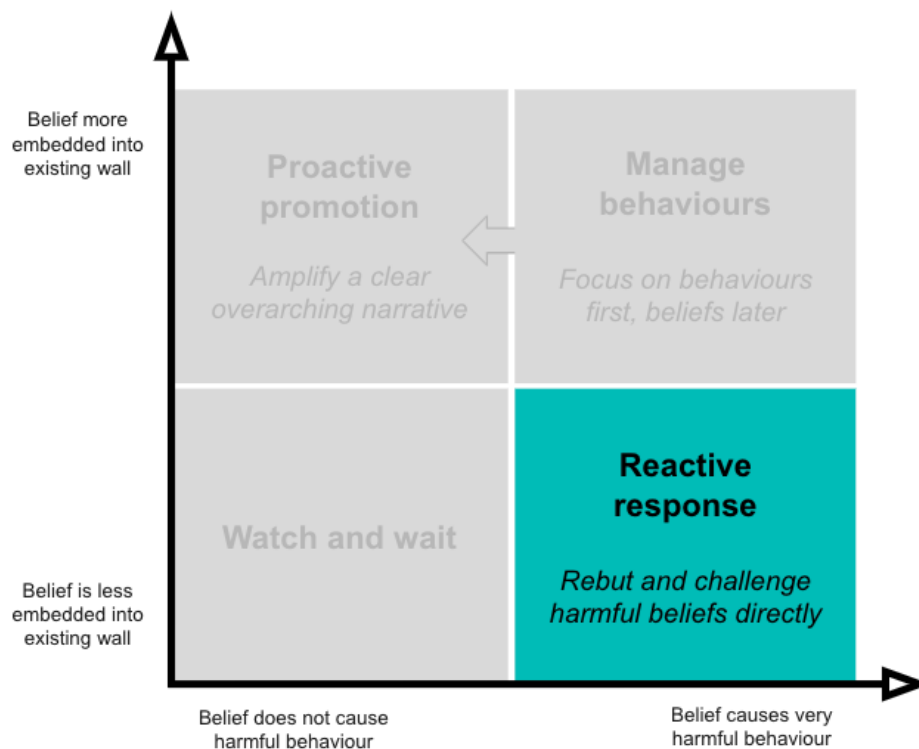 Belief more
embedded into
existing wall
Proactive
promotion
Amplify a clear
overarching narrative
Manage
behaviours
Focus on behaviours
first, beliefs later
Belief is less
embedded into
existing wall
Watch and wait
Reactive
response
Rebut and challenge
harmful beliefs directly
Belief does not cause
harmful behaviour
Belief causes very
harmful behaviour